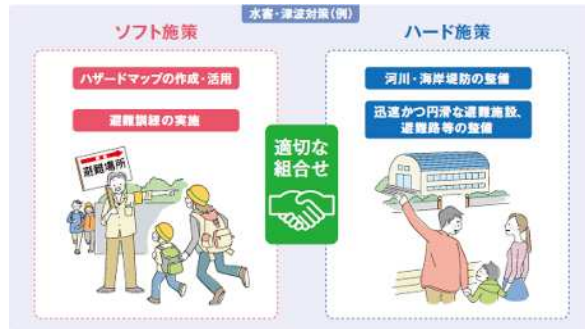 水害・津波対策(例)
ソフト施策
ハザードマップの作成・活用
避難訓練の実施
避難場所
適切な
組合せ
ハード施策
河川・海岸堤防の整備
迅速かつ円滑な避難施設、
避難路等の整備